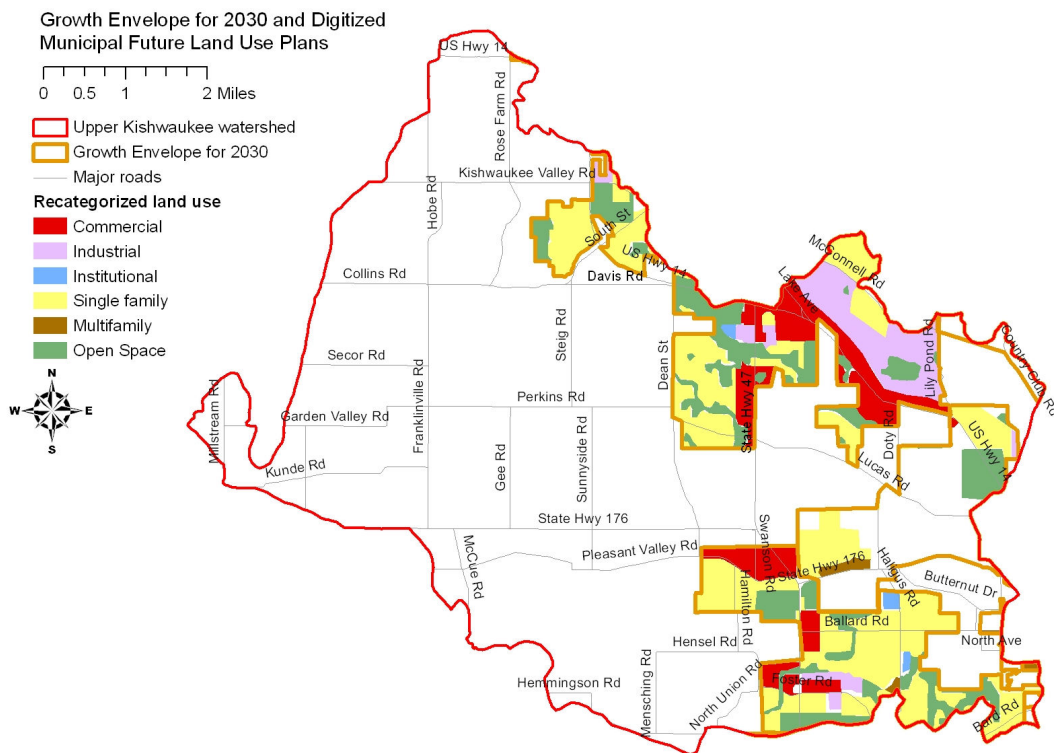 Growth Envelope for 2030 and Digitized
Municipal Future Land Use Plans
0 0.5 1 2 Miles
Upper Kishwaukee watershed
Growth Envelope for 2030
Major roads
Recategorized land use
Commercial
Industrial
Institutional
Single family
Multifamily
Open Space
N
W E
S
US Hwy 14
Rose Farm Rd
Kishwaukee Valley Rd
Hobe Rd
South St
US Hwy 14
McConnell Rd
Collins Rd
Davis Rd
Lake Ave
Steig Rd
Dean St
Lily Pond Rd
Country Club Rd
Secor Rd
Franklinville Rd
Perkins Rd
State Hwy 47
Millstream Rd
Garden Valley Rd
Doty Rd
US Hwy 14
Kunde Rd
Gee Rd
Sunnyside Rd
Lucas Rd
State Hwy 176
McCue Rd
Pleasant Valley Rd
Swanson Rd
State Hwy 176
Haligus Rd
Butternut Dr
Hamilton Rd
Ballard Rd
Hensel Rd
North Ave
Hemmingson Rd
Mensching Rd
North Union Rd
Foster Rd
Bard Rd